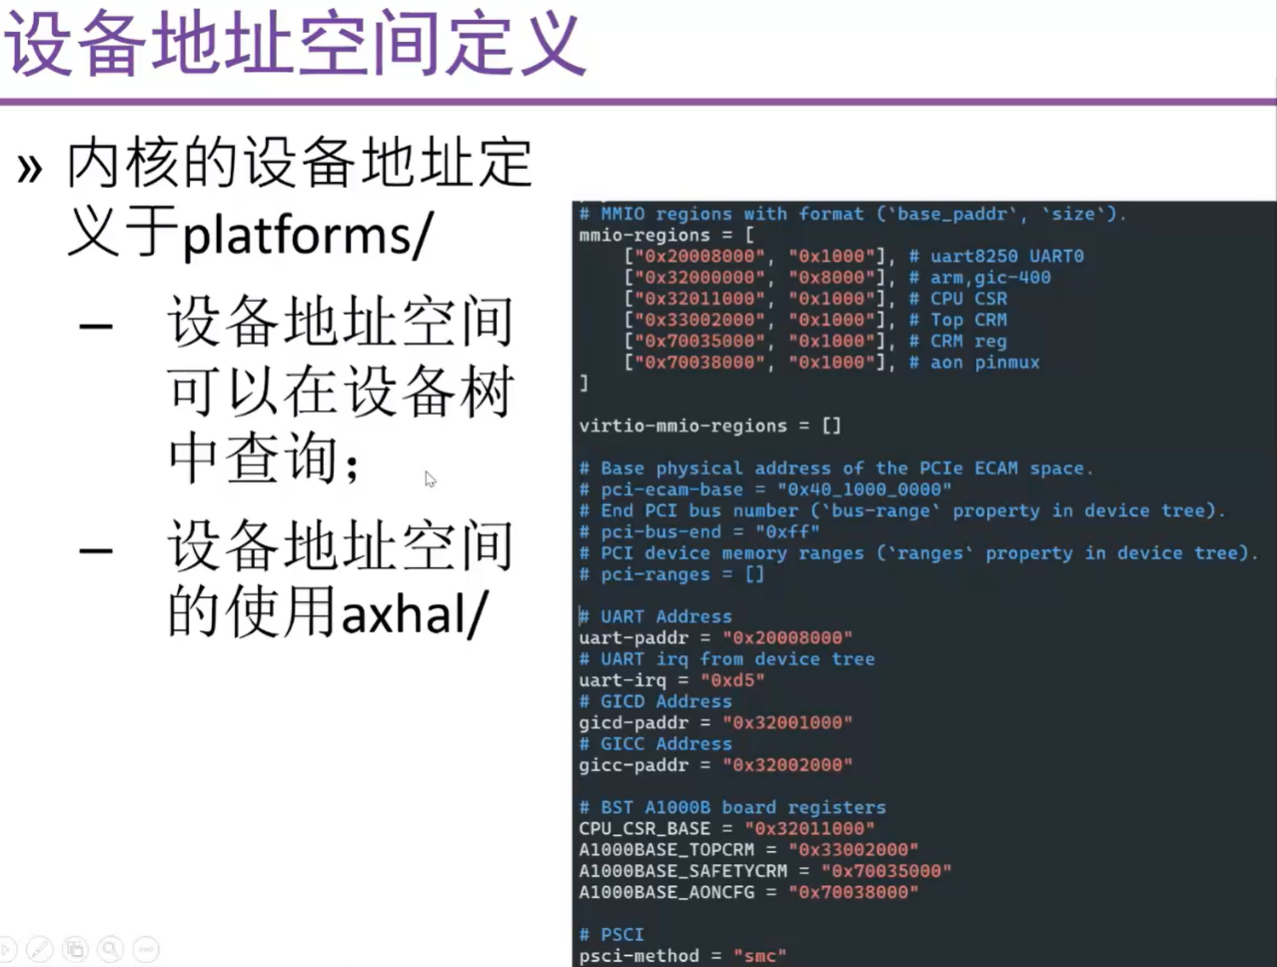 设备地址空间定义
» 内核的设备地址定
义于platforms/
– 设备地址空间
可以在设备树
中查询；
– 设备地址空间
的使用axhal/
# MMIO regions with format (`base_paddr`, `size`).
mmio-regions = [
["0x20008000", "0x1000"], # uart8250 UART0
["0x32000000", "0x8000"], # arm,gic-400
["0x32011000", "0x1000"], # CPU CSR
["0x33002000", "0x1000"], # Top CRM
["0x70035000", "0x1000"], # CRM reg
["0x70038000", "0x1000"], # aon pinmux
]
virtio-mmio-regions = []
# Base physical address of the PCIe ECAM space.
# pci-ecam-base = "0x40_1000_0000"
# End PCI bus number (`bus-range` property in device tree).
# pci-bus-end = "0xff"
# PCI device memory ranges (`ranges` property in device tree).
# pci-ranges = []
# UART Address
uart-paddr = "0x20008000"
# UART irq from device tree
uart-irq = "0xd5"
# GICD Address
gicd-paddr = "0x32001000"
# GICC Address
gicc-paddr = "0x32002000"
# BST A1000B board registers
CPU_CSR_BASE = "0x32011000"
A1000BASE_TOPCRM = "0x33002000"
A1000BASE_SAFETYCRM = "0x70035000"
A1000BASE_AONCFG = "0x70038000"
# PSCI
psci-method = "smc"